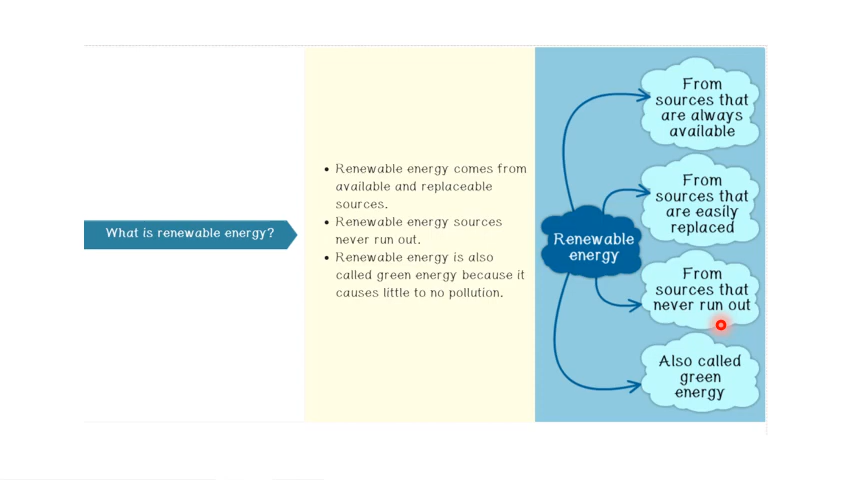 What is renewable energy?
• Renewable energy comes from
available and replaceable
sources.
• Renewable energy sources
never run out.
• Renewable energy is also
called green energy because it
causes little to no pollution.
Renewable
energy
From
sources that
are always
available
From
sources that
are easily
replaced
From
sources that
never run out
Also called
green
energy